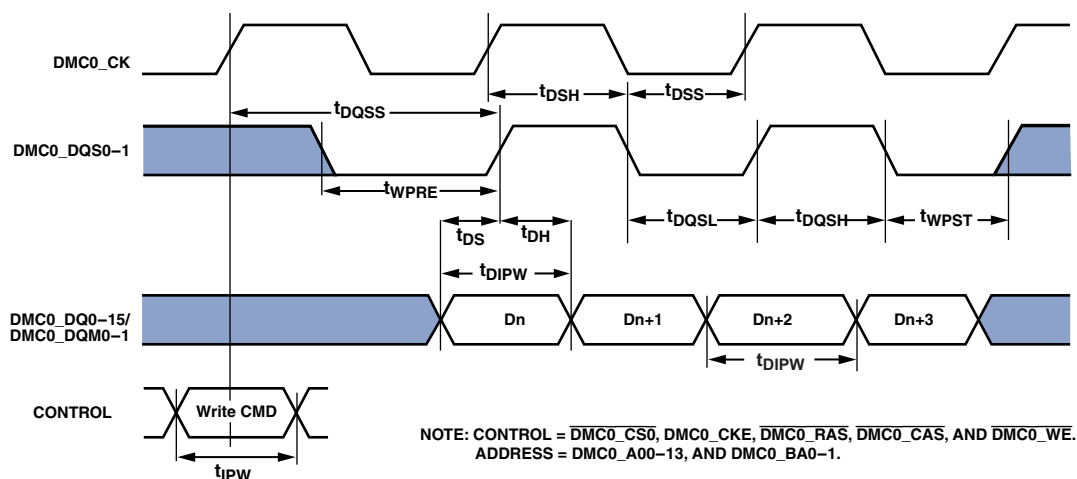 DMC0_CK
tDSH
tDSS
tDQSS
DMC0_DQS0–1
tWPRE
tDS
tDH
tDQSL
tDQSH
tWPST
tDIPW
DMC0_DQ0–15/
DMC0_DQM0–1
Dn
Dn+1
Dn+2
Dn+3
tDIPW
CONTROL
Write CMD
tIPW
NOTE: CONTROL = DMC0_CS0, DMC0_CKE, DMC0_RAS, DMC0_CAS, AND DMC0_WE.
ADDRESS = DMC0_A00–13, AND DMC0_BA0–1.